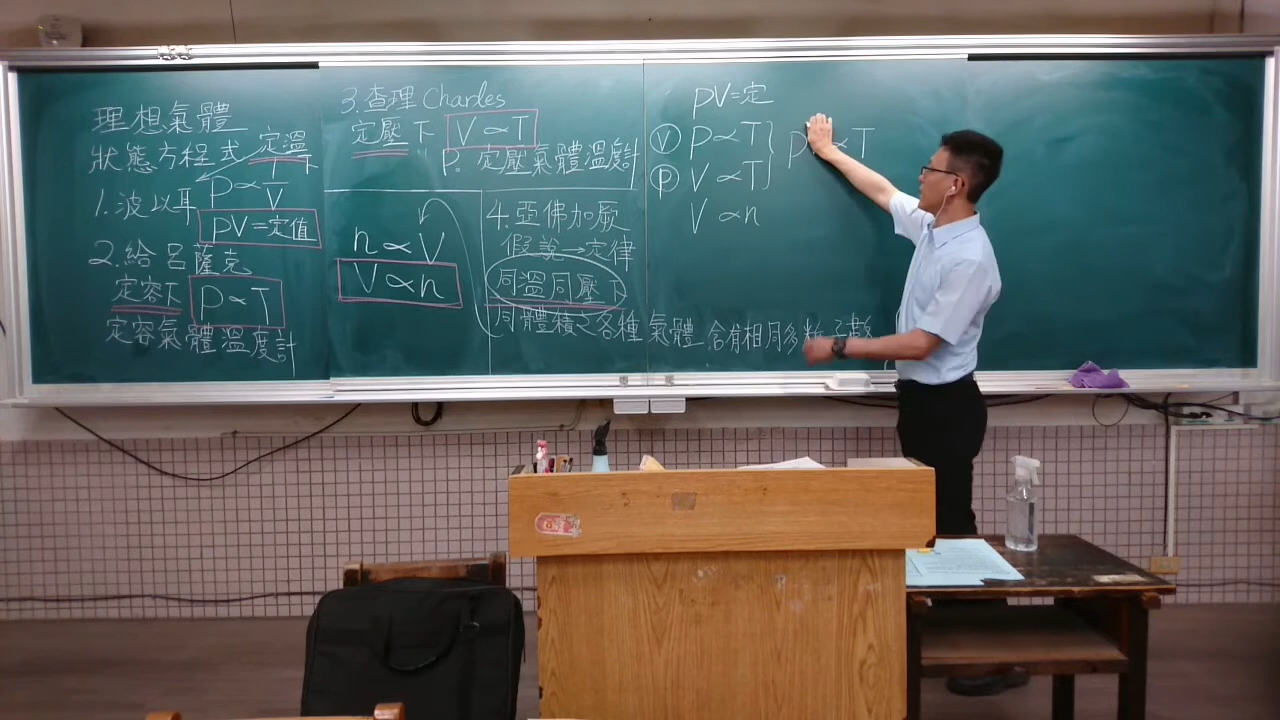 理想氣體
狀態方程式 定溫下
1.波以耳 P∝1/V
PV=定值
2.給呂薩克
定容下 P∝T
定容氣體溫度計
3.查理 Charles
定壓下 V∝T
P. 定壓氣體溫度計
n∝V
V∝n
4.亞佛加厥
假說→定律
同溫同壓下
同體積之各種氣體含有相同多粒子數
PV=定
Ⓥ P∝T
Ⓟ V∝T
P ∝T
V∝n